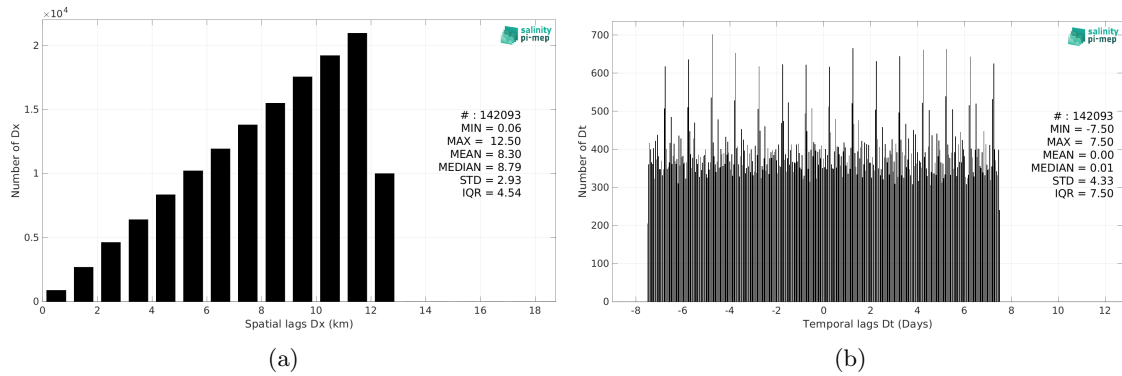 ×10⁴
2
1.5
1
0.5
0
Number of Dx
0 2 4 6 8 10 12 14 16 18
Spatial lags Dx (km)
salinity
pi-mep
# : 142093
MIN = 0.06
MAX = 12.50
MEAN = 8.30
MEDIAN = 8.79
STD = 2.93
IQR = 4.54
(a)
700
600
500
400
300
200
100
0
Number of Dt
-8 -6 -4 -2 0 2 4 6 8 10 12
Temporal lags Dt (Days)
salinity
pi-mep
# : 142093
MIN = -7.50
MAX = 7.50
MEAN = 0.00
MEDIAN = 0.01
STD = 4.33
IQR = 7.50
(b)